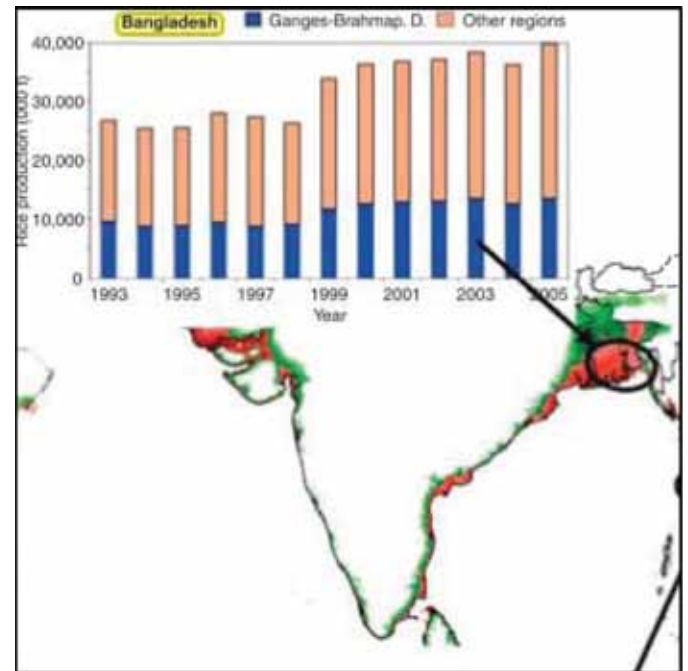 Bangladesh Ganges-Brahmap. D. Other regions
Rice production (000 t)
40,000
30,000
20,000
10,000
0
1993 1995 1997 1999 2001 2003 2005
Year